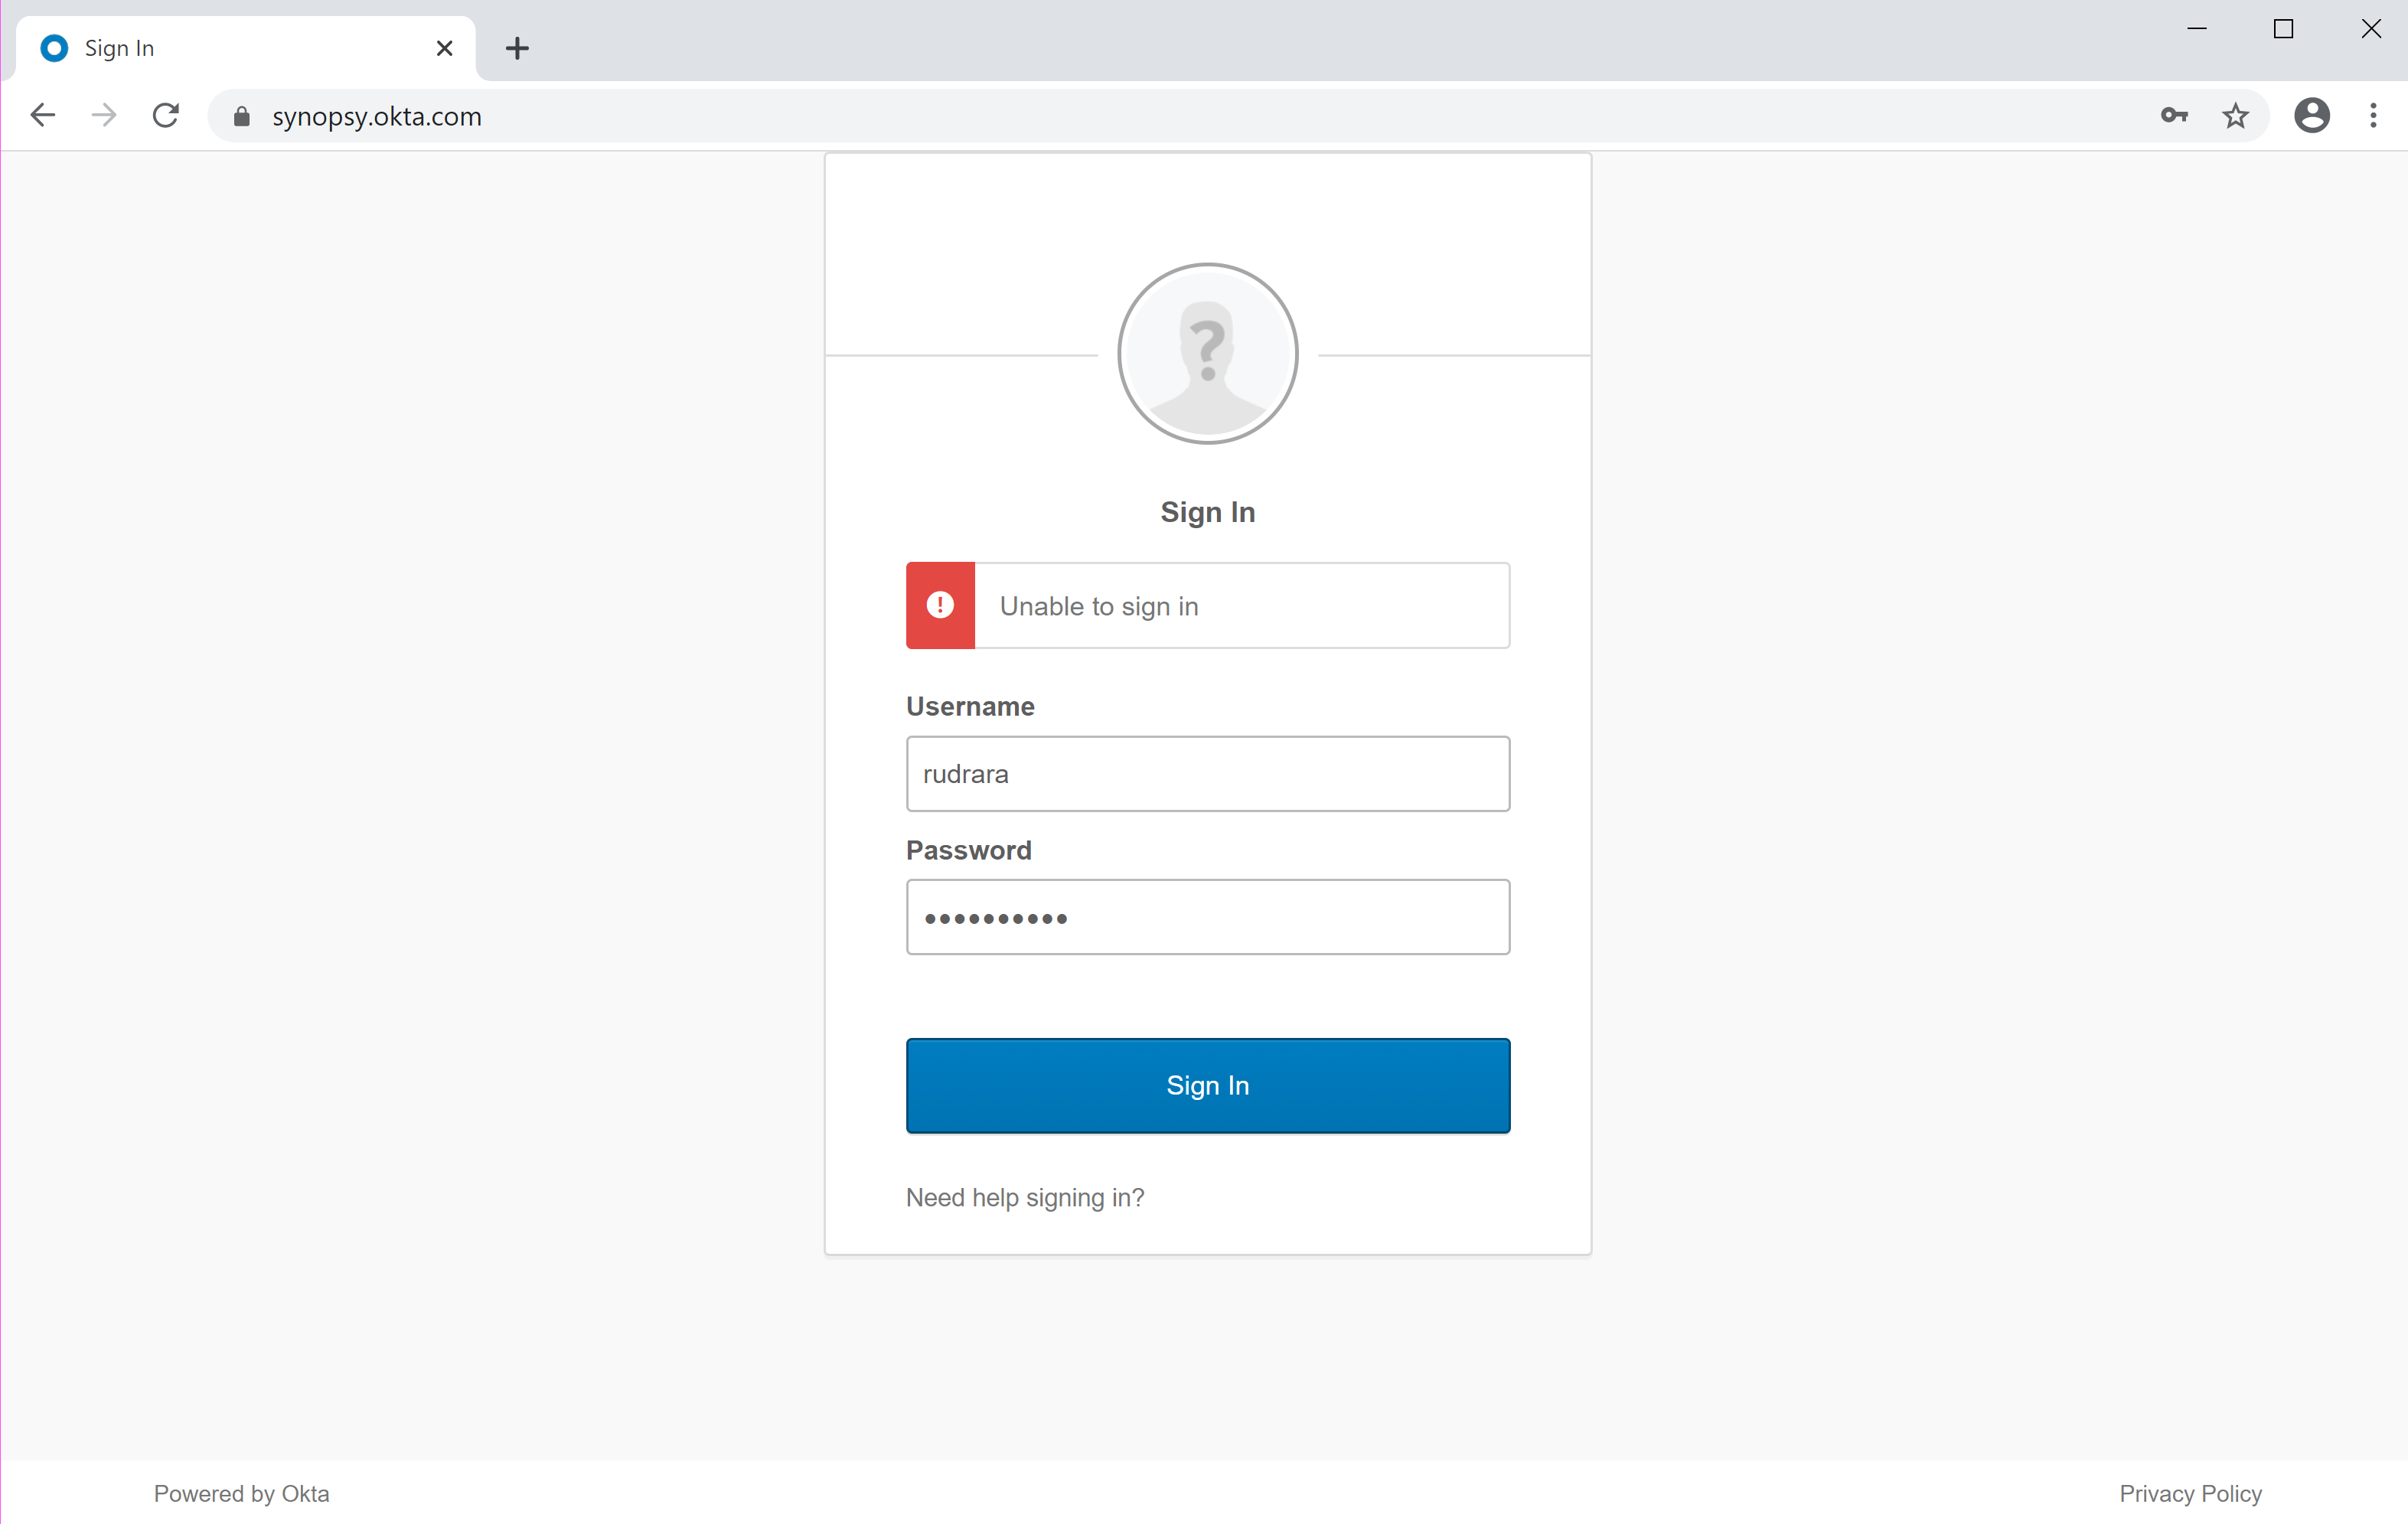 Sign In
synopsy.okta.com
Sign In
Unable to sign in
Username
rudrara
Password
••••••••••
Sign In
Need help signing in?
Powered by Okta
Privacy Policy